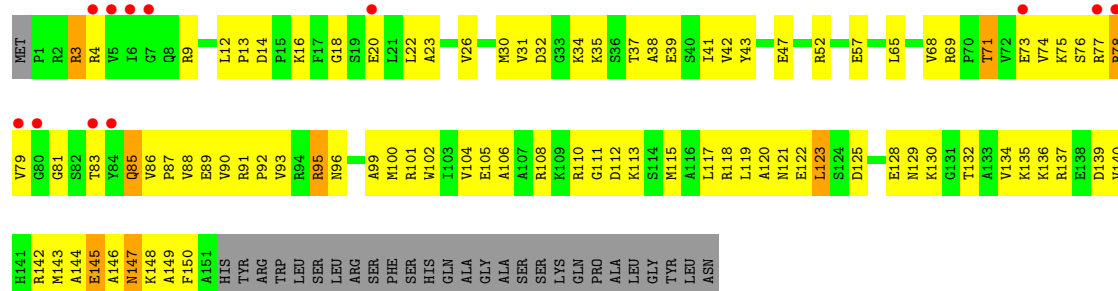 MET P1 R2 R3 R4 V5 I6 G7 Q8 R9 L12 P13 D14 P15 K16 F17 G18 S19 E20 L21 L22 A23 V26 M30 V31 D32 G33 K34 K35 S36 T37 A38 E39 S40 I41 V42 Y43 E47 R52 E57 L65 V68 R69 P70 T71 V72 E73 V74 K75 S76 R77 R78
V79 G80 G81 S82 T83 Y84 Q85 V86 P87 V88 E89 V90 R91 P92 V93 R94 R95 N96 A99 M100 R101 W102 I103 V104 E105 A106 A107 R108 K109 R110 G111 D112 K113 S114 M115 A116 L117 R118 L119 A120 N121 E122 L123 S124 D125 E128 N129 K130 G131 T132 A133 V134 K135 K136 R137 E138 D139 V140
H141 R142 M143 A144 E145 A146 N147 K148 A149 F150 A151 HIS TYR ARG TRP LEU SER LEU ARG SER PHE SER HIS GLN ALA GLY ALA SER SER LYS GLN PRO ALA LEU GLY TYR LEU ASN